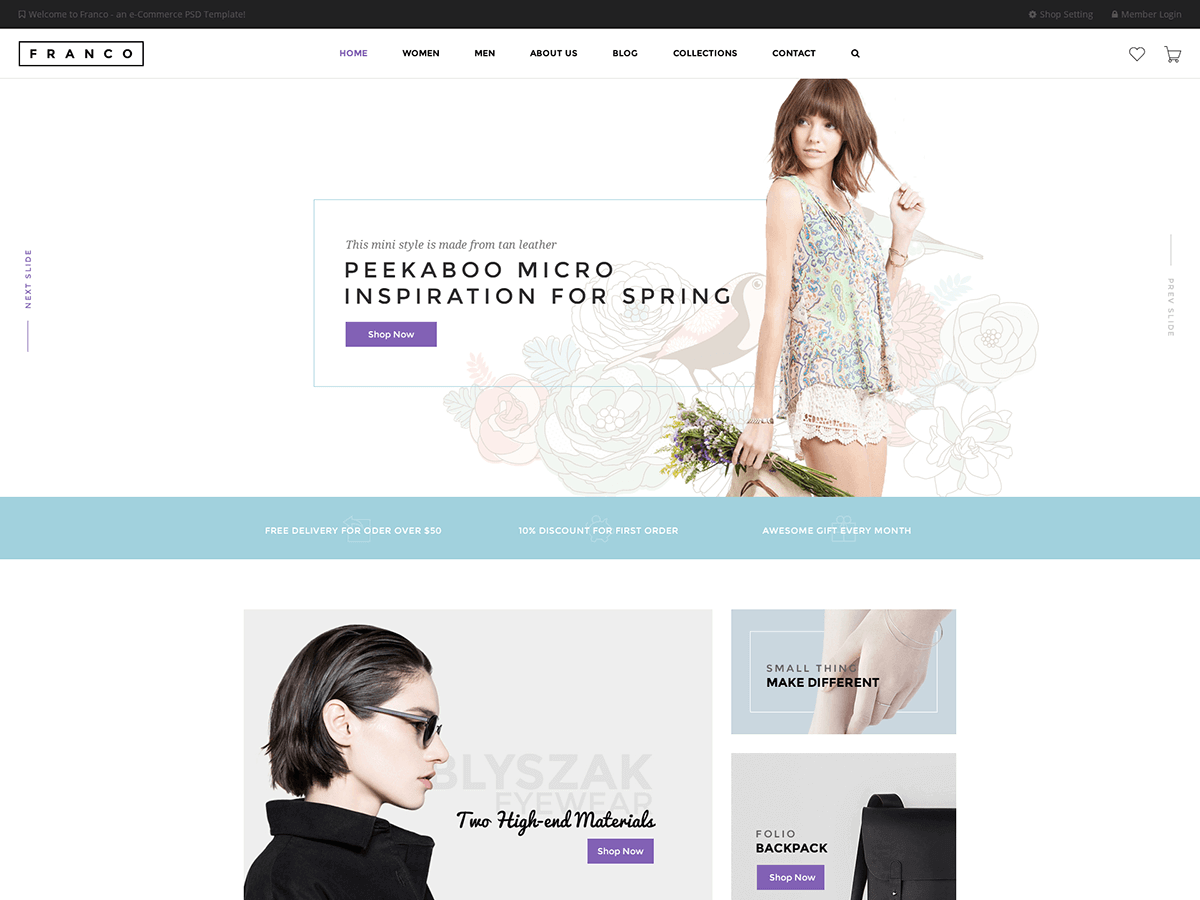 Welcome to Franco - an e-Commerce PSD Template!
Shop Setting
Member Login
FRANCO
HOME
WOMEN
MEN
ABOUT US
BLOG
COLLECTIONS
CONTACT
NEXT SLIDE
This mini style is made from tan leather
PEEKABOO MICRO
INSPIRATION FOR SPRING
Shop Now
PREV SLIDE
FREE DELIVERY FOR ODER OVER $50
10% DISCOUNT FOR FIRST ORDER
AWESOME GIFT EVERY MONTH
BLYSZAK
EYEWEAR
Two High-end Materials
Shop Now
SMALL THING
MAKE DIFFERENT
FOLIO
BACKPACK
Shop Now